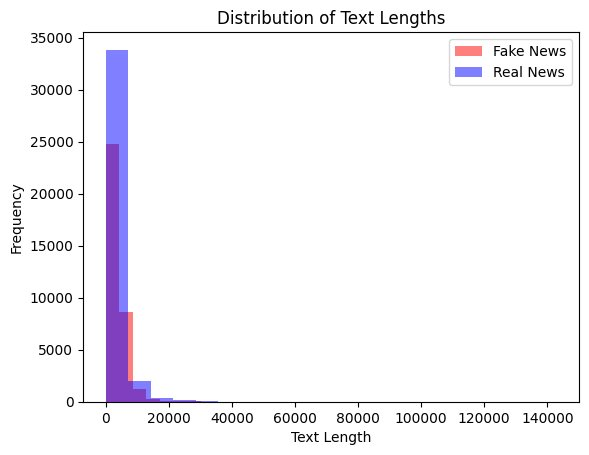 Distribution of Text Lengths
Fake News
Real News
35000
30000
25000
20000
15000
10000
5000
0
Frequency
0 20000 40000 60000 80000 100000 120000 140000
Text Length